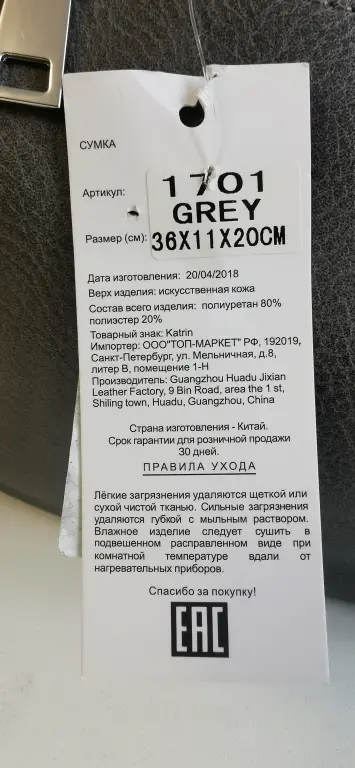 СУМКА
Артикул:
1701
GREY
Размер (см):
36X11X20CM
Дата изготовления: 20/04/2018
Верх изделия: искусственная кожа
Состав всего изделия: полиуретан 80%
полиэстер 20%
Товарный знак: Katrin
Импортер: ООО"ТОП-МАРКЕТ" РФ, 192019,
Санкт-Петербург, ул. Мельничная, д.8,
литер В, помещение 1-Н
Производитель: Guangzhou Huadu Jixian
Leather Factory, 9 Bin Road, area the 1 st,
Shiling town, Huadu, Guangzhou, China
Страна изготовления - Китай.
Срок гарантии для розничной продажи
30 дней.
ПРАВИЛА УХОДА
Лёгкие загрязнения удаляются щеткой или
сухой чистой тканью. Сильные загрязнения
удаляются губкой с мыльным раствором.
Влажное изделие следует сушить в
подвешенном расправленном виде при
комнатной температуре вдали от
нагревательных приборов.
Спасибо за покупку!
EAC